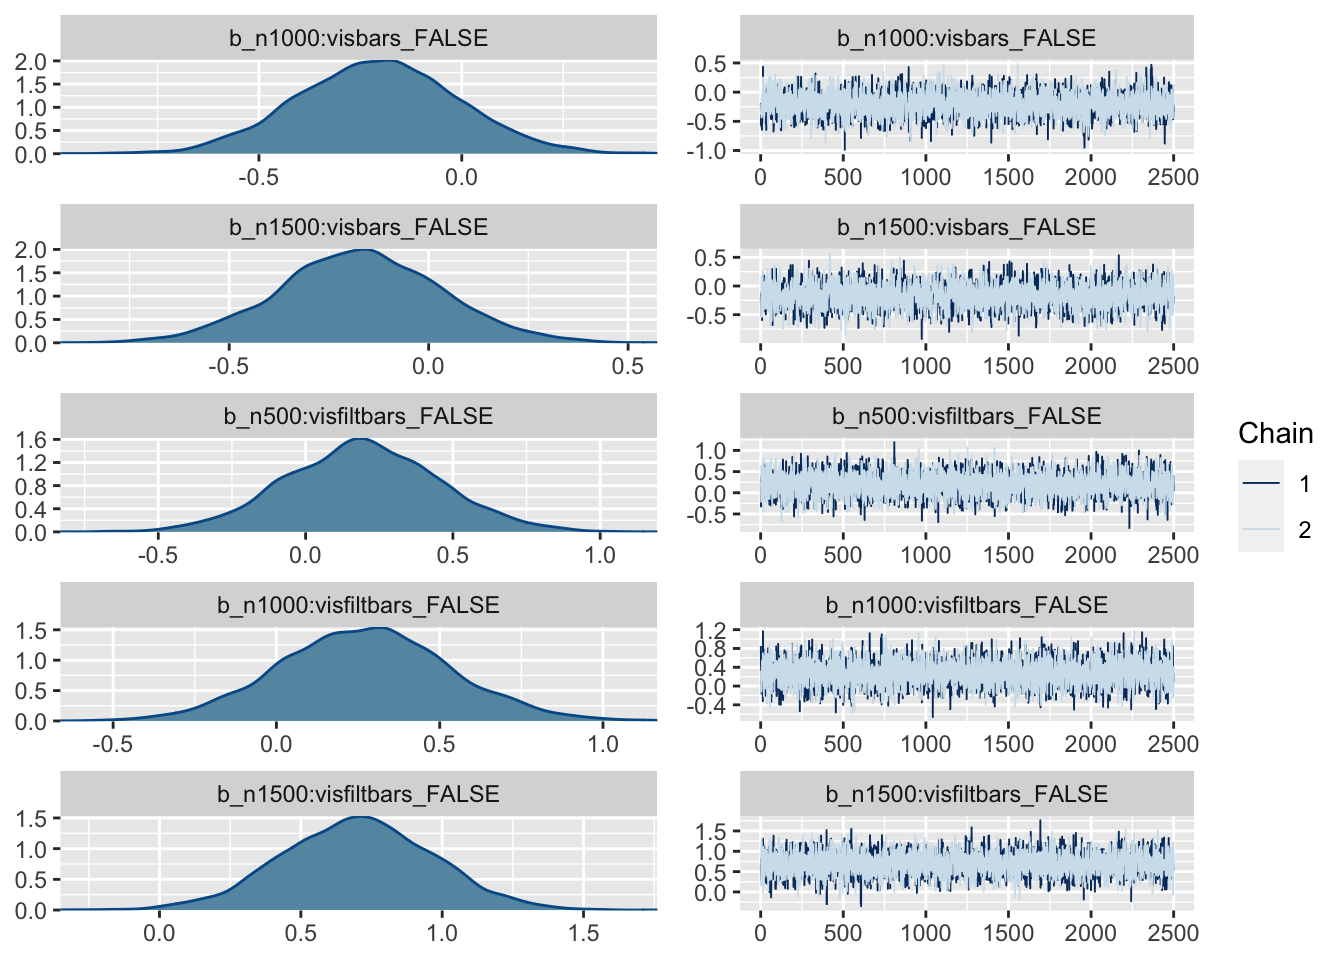 b_n1000:visbars_FALSE
2.0
1.5
1.0
0.5
0.0
-0.5 0.0
b_n1000:visbars_FALSE
0.5
0.0
-0.5
-1.0
0 500 1000 1500 2000 2500
b_n1500:visbars_FALSE
2.0
1.5
1.0
0.5
0.0
-0.5 0.0 0.5
b_n1500:visbars_FALSE
0.5
0.0
-0.5
0 500 1000 1500 2000 2500
b_n500:visfiltbars_FALSE
1.6
1.2
0.8
0.4
0.0
-0.5 0.0 0.5 1.0
b_n500:visfiltbars_FALSE
1.0
0.5
0.0
-0.5
0 500 1000 1500 2000 2500
b_n1000:visfiltbars_FALSE
1.5
1.0
0.5
0.0
-0.5 0.0 0.5 1.0
b_n1000:visfiltbars_FALSE
1.2
0.8
0.4
0.0
-0.4
0 500 1000 1500 2000 2500
b_n1500:visfiltbars_FALSE
1.5
1.0
0.5
0.0
0.0 0.5 1.0 1.5
b_n1500:visfiltbars_FALSE
1.5
1.0
0.5
0.0
0 500 1000 1500 2000 2500
Chain
1
2